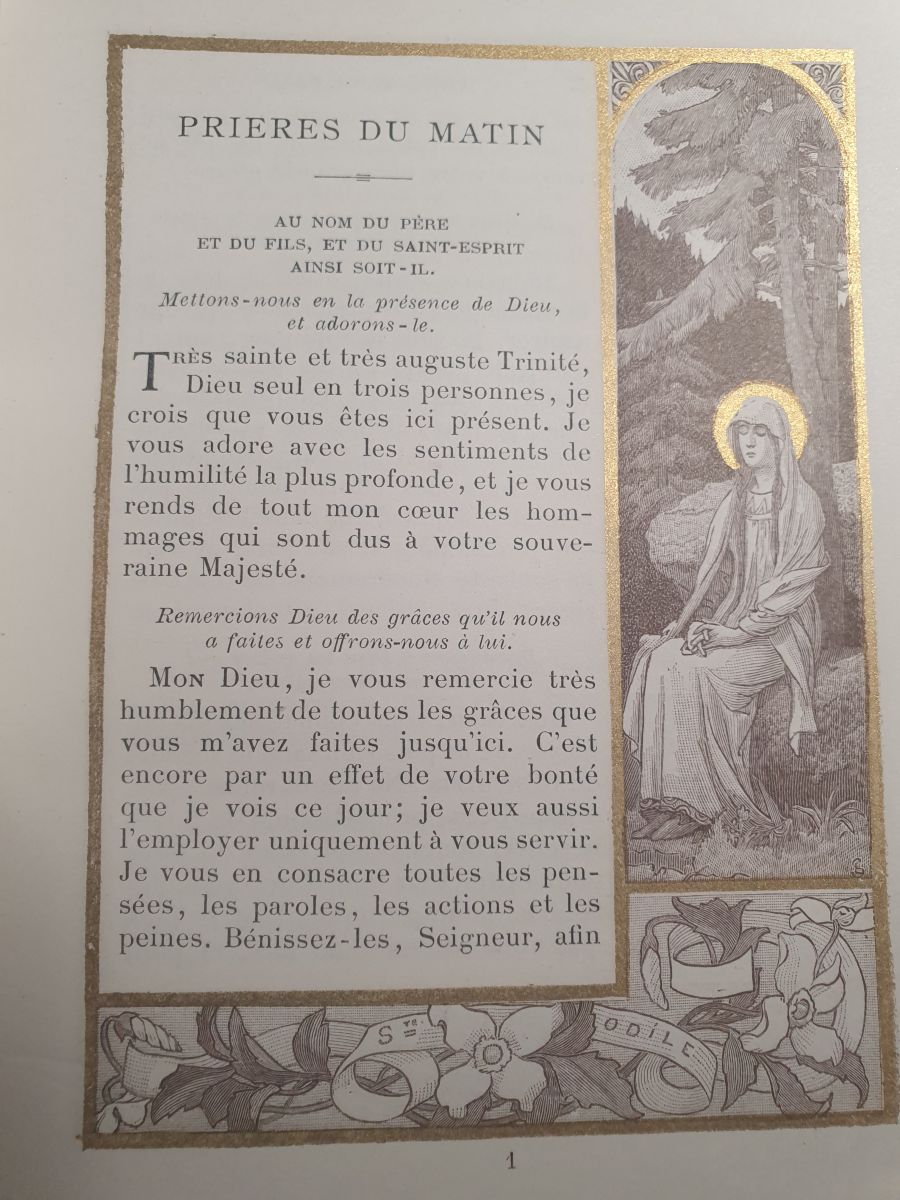 PRIERES DU MATIN
AU NOM DU PÈRE
ET DU FILS, ET DU SAINT-ESPRIT
AINSI SOIT-IL.
Mettons-nous en la présence de Dieu,
et adorons-le.
TRÈS sainte et très auguste Trinité,
Dieu seul en trois personnes, je
crois que vous êtes ici présent. Je
vous adore avec les sentiments de
l'humilité la plus profonde, et je vous
rends de tout mon cœur les hom-
mages qui sont dus à votre souve-
raine Majesté.
Remercions Dieu des grâces qu'il nous
a faites et offrons-nous à lui.
MON Dieu, je vous remercie très
humblement de toutes les grâces que
vous m'avez faites jusqu'ici. C'est
encore par un effet de votre bonté
que je vois ce jour; je veux aussi
l'employer uniquement à vous servir.
Je vous en consacre toutes les pen-
sées, les paroles, les actions et les
peines. Bénissez-les, Seigneur, afin
STE ODILE
1